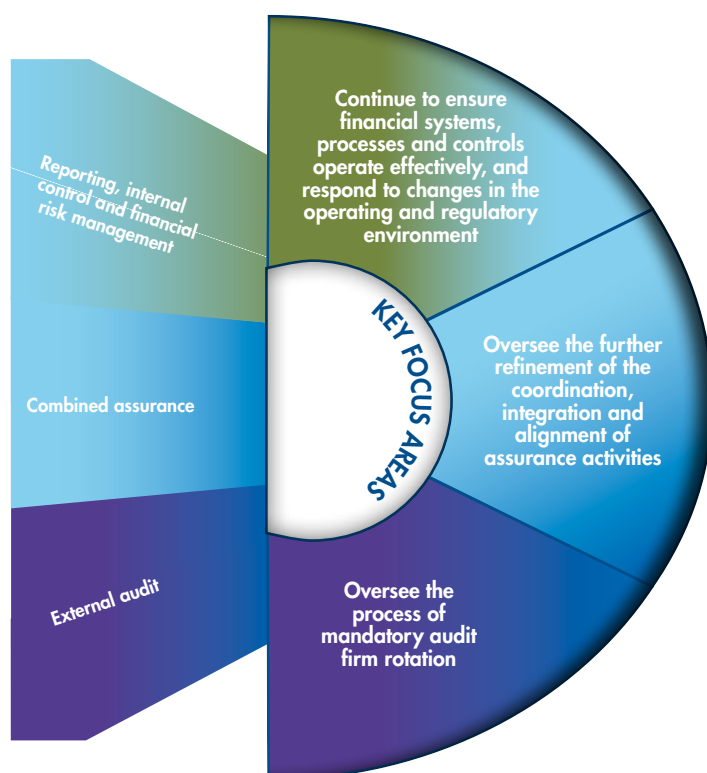 Reporting, internal
control and financial
risk management
Continue to ensure
financial systems,
processes and controls
operate effectively, and
respond to changes in the
operating and regulatory
environment
KEY FOCUS AREAS
Combined assurance
Oversee the further
refinement of the
coordination,
integration and
alignment of
assurance activities
External audit
Oversee the
process of
mandatory audit
firm rotation